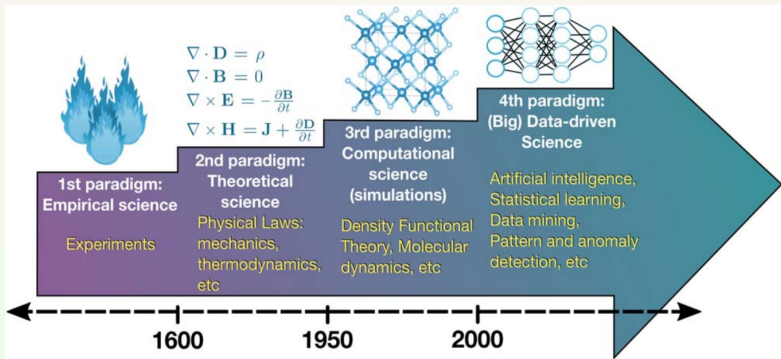 ∇ · D = ρ
∇ · B = 0
∇ × E = −∂B/∂t
∇ × H = J + ∂D/∂t
1st paradigm:
Empirical science
Experiments
2nd paradigm:
Theoretical
science
Physical Laws:
mechanics,
thermodynamics,
etc
3rd paradigm:
Computational
science
(simulations)
Density Functional
Theory, Molecular
dynamics, etc
4th paradigm:
(Big) Data-driven
Science
Artificial intelligence,
Statistical learning,
Data mining,
Pattern and anomaly
detection, etc
1600
1950
2000